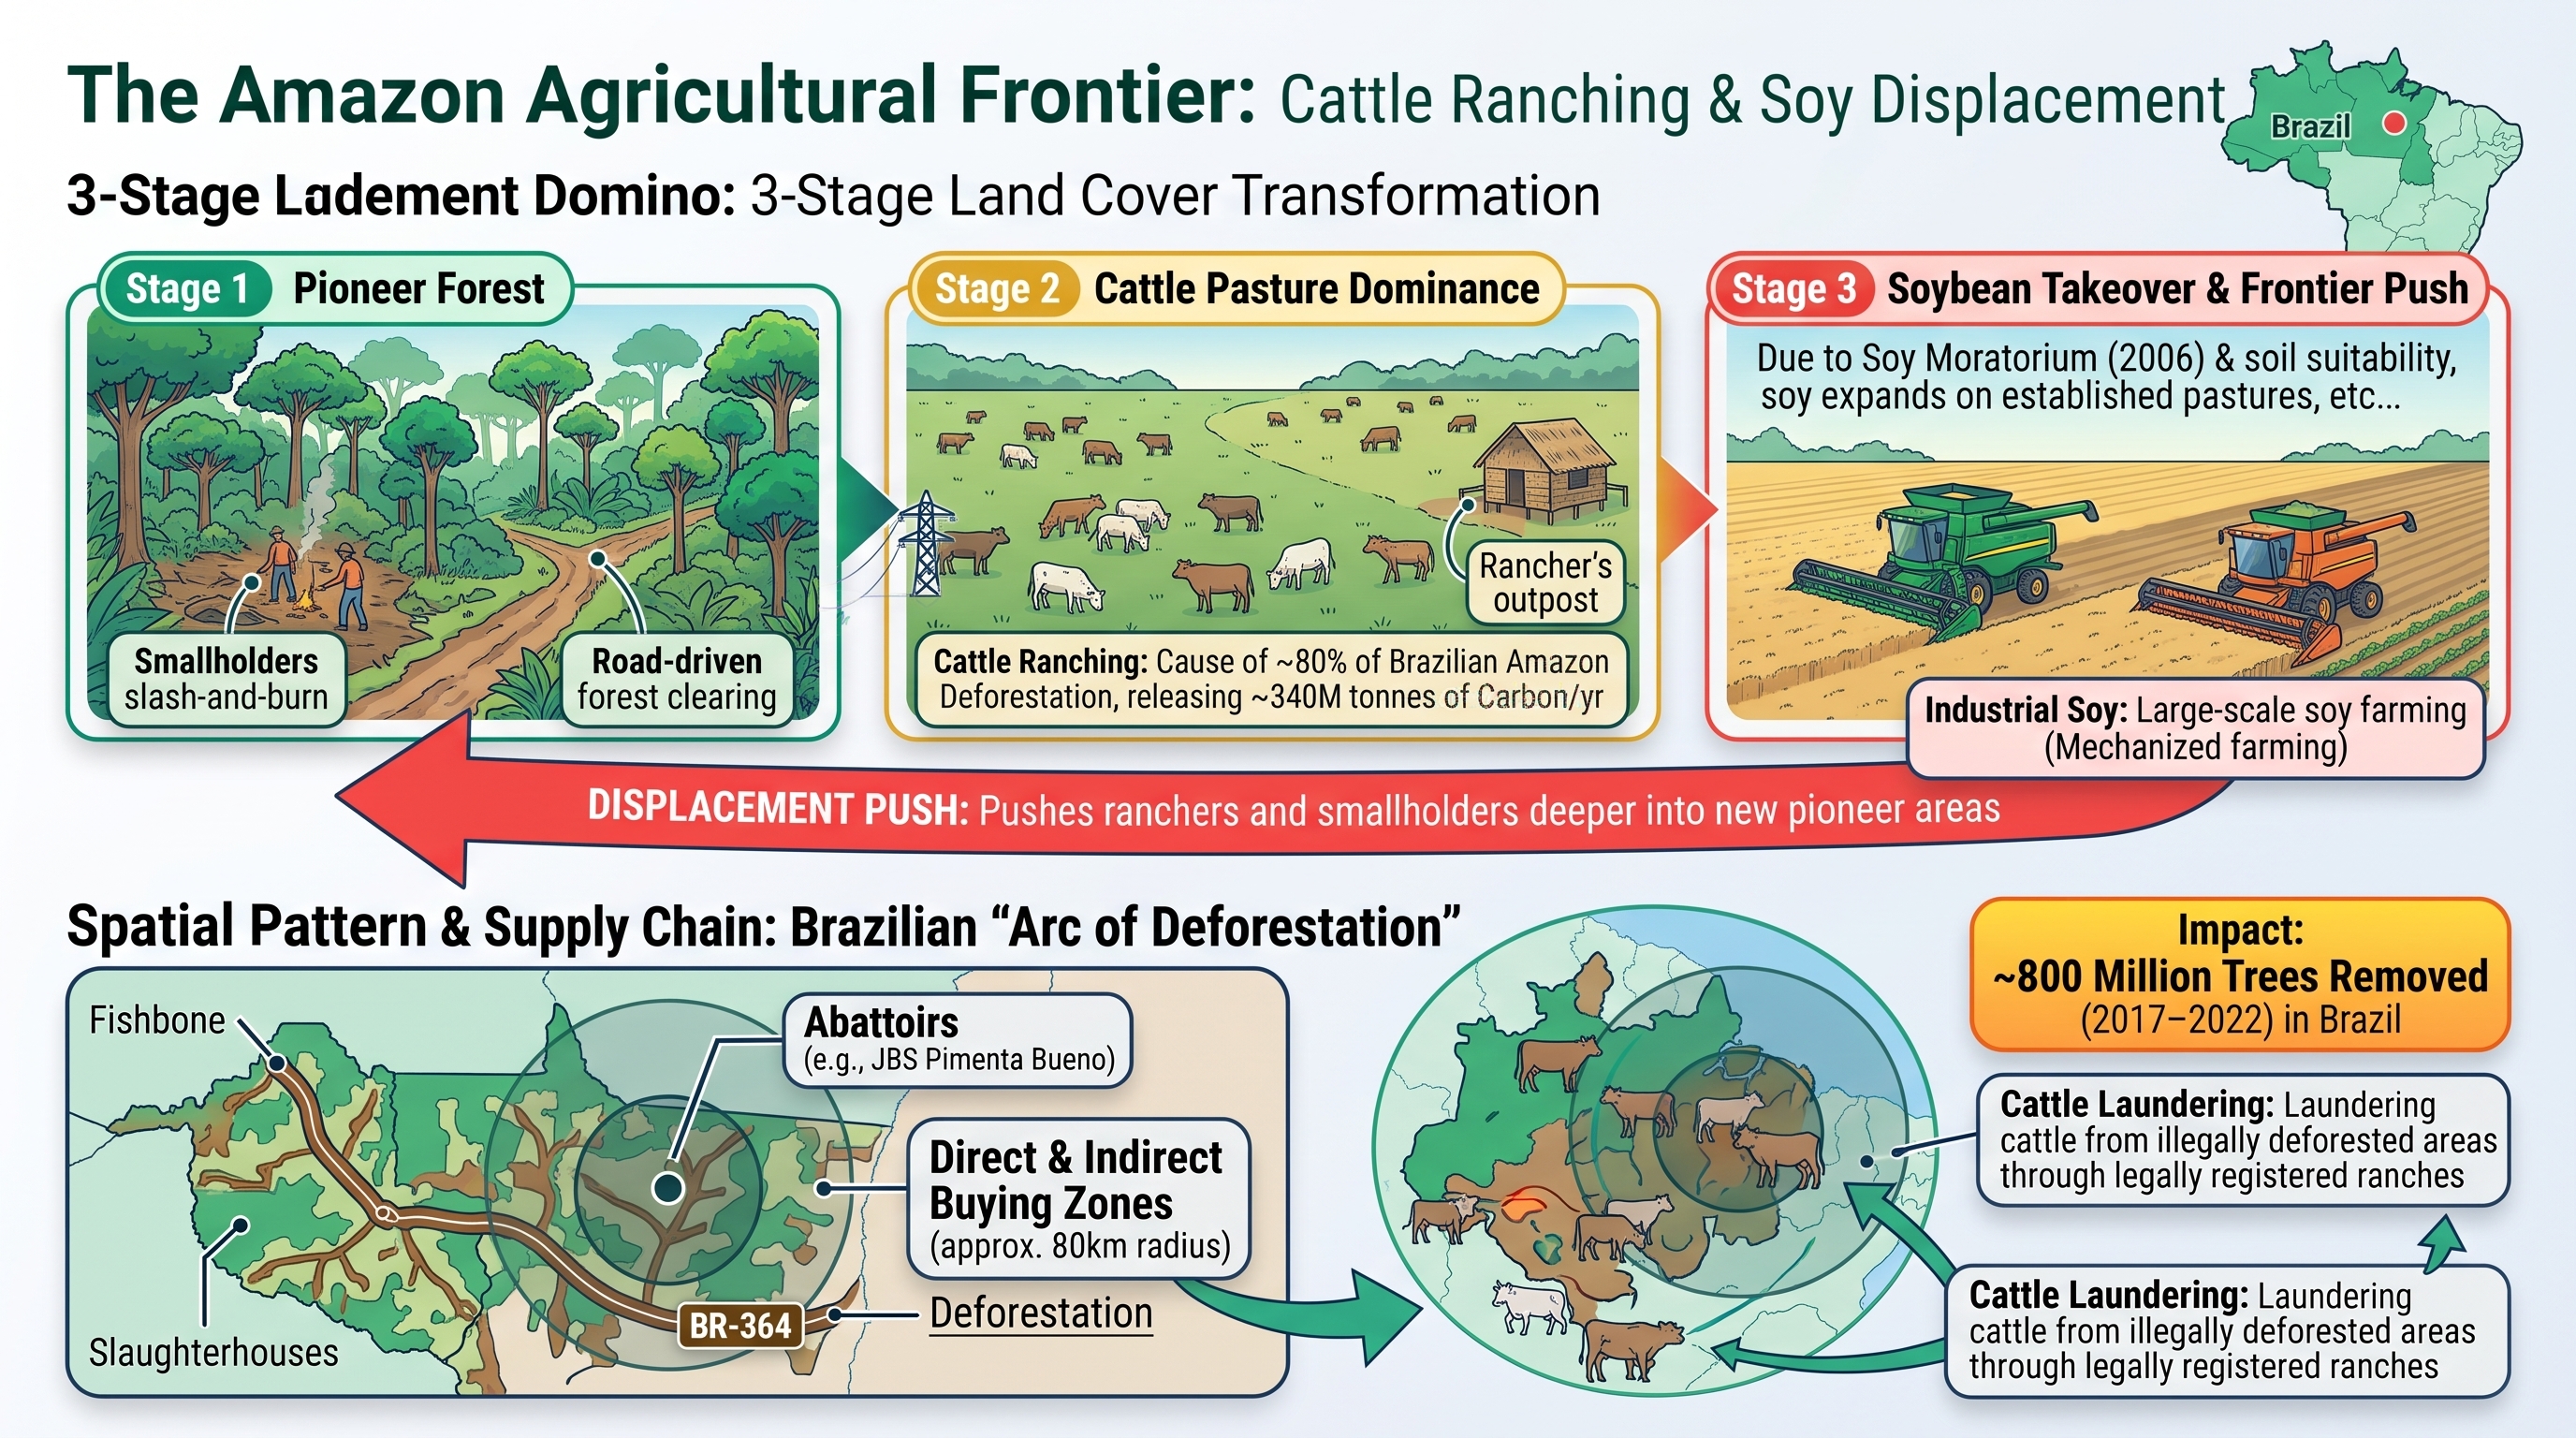 The Amazon Agricultural Frontier: Cattle Ranching & Soy Displacement
Brazil
3-Stage Ladement Domino: 3-Stage Land Cover Transformation
Stage 1 Pioneer Forest
Smallholders
slash-and-burn
Road-driven
forest clearing
Stage 2 Cattle Pasture Dominance
Rancher's
outpost
Cattle Ranching: Cause of ~80% of Brazilian Amazon
Deforestation, releasing ~340M tonnes of Carbon/yr
Stage 3 Soybean Takeover & Frontier Push
Due to Soy Moratorium (2006) & soil suitability,
soy expands on established pastures, etc...
Industrial Soy: Large-scale soy farming
(Mechanized farming)
DISPLACEMENT PUSH: Pushes ranchers and smallholders deeper into new pioneer areas
Spatial Pattern & Supply Chain: Brazilian “Arc of Deforestation”
Fishbone
Slaughterhouses
Abattoirs
(e.g., JBS Pimenta Bueno)
Direct & Indirect
Buying Zones
(approx. 80km radius)
BR-364
Deforestation
Impact:
~800 Million Trees Removed
(2017–2022) in Brazil
Cattle Laundering: Laundering
cattle from illegally deforested areas
through legally registered ranches
Cattle Laundering: Laundering
cattle from illegally deforested areas
through legally registered ranches